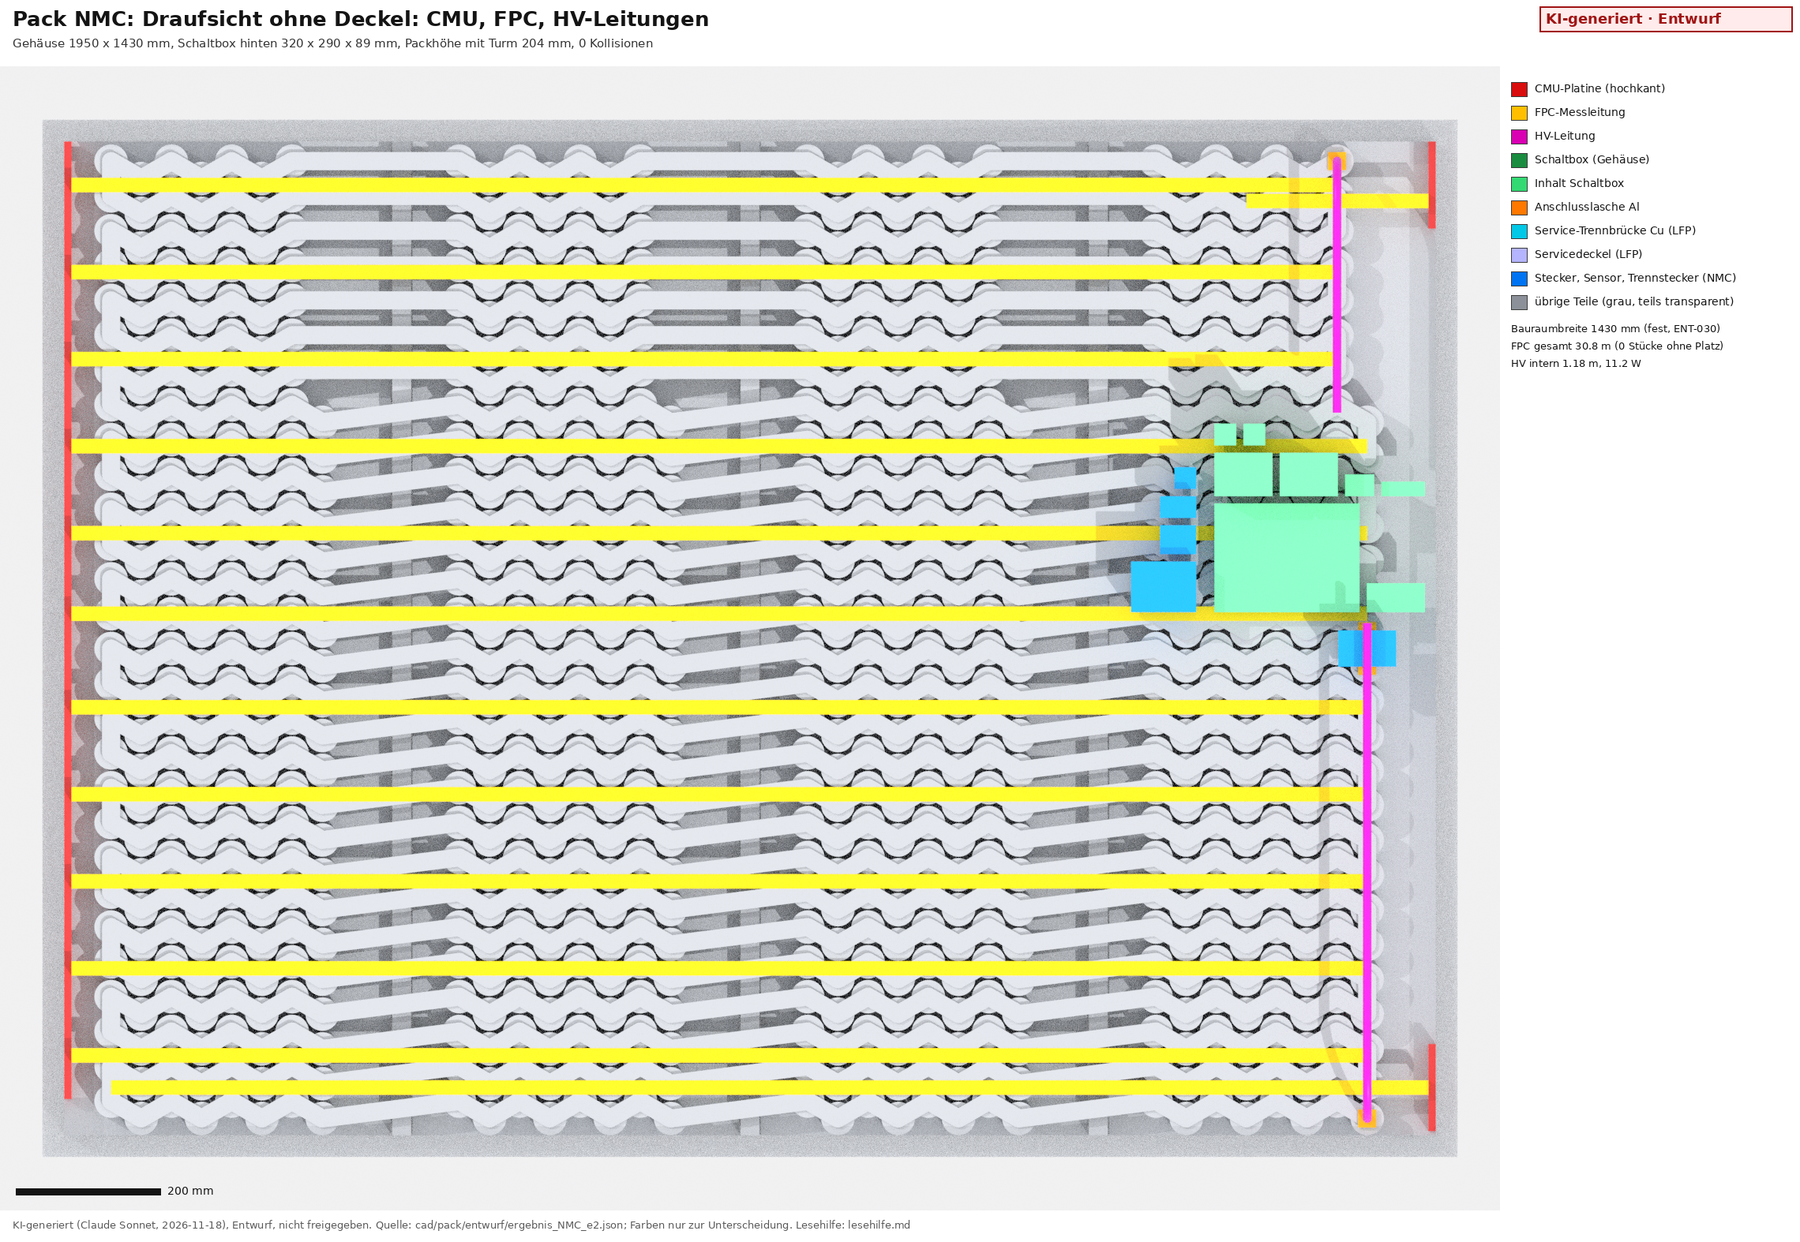 Pack NMC: Draufsicht ohne Deckel: CMU, FPC, HV-Leitungen
KI-generiert · Entwurf
Gehäuse 1950 x 1430 mm, Schaltbox hinten 320 x 290 x 89 mm, Packhöhe mit Turm 204 mm, 0 Kollisionen
CMU-Platine (hochkant)
FPC-Messleitung
HV-Leitung
Schaltbox (Gehäuse)
Inhalt Schaltbox
Anschlusslasche Al
Service-Trennbrücke Cu (LFP)
Servicedeckel (LFP)
Stecker, Sensor, Trennstecker (NMC)
übrige Teile (grau, teils transparent)
Bauraumbreite 1430 mm (fest, ENT-030)
FPC gesamt 30.8 m (0 Stücke ohne Platz)
HV intern 1.18 m, 11.2 W
200 mm
KI-generiert (Claude Sonnet, 2026-11-18), Entwurf, nicht freigegeben. Quelle: cad/pack/entwurf/ergebnis_NMC_e2.json; Farben nur zur Unterscheidung. Lesehilfe: lesehilfe.md